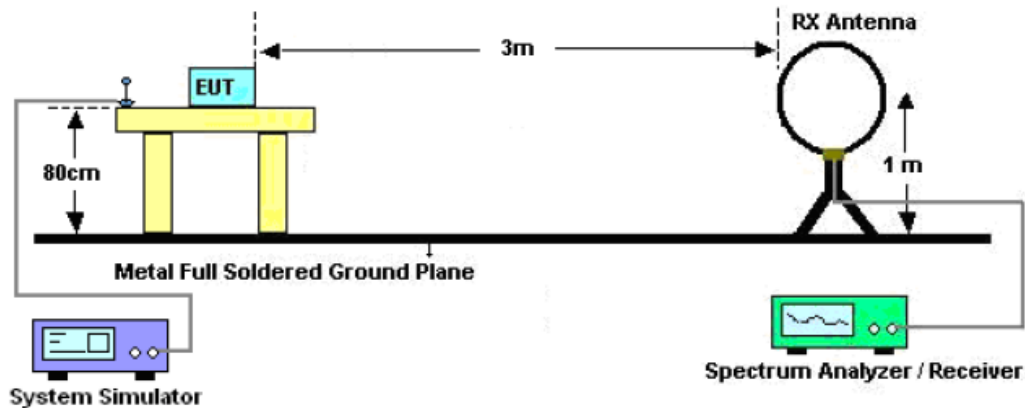 RX Antenna
3m
EUT
80cm
1 m
Metal Full Soldered Ground Plane
System Simulator
Spectrum Analyzer / Receiver